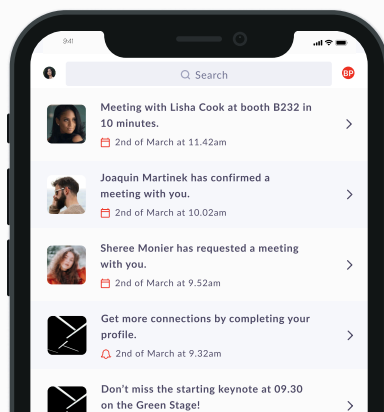 9:41
Search
BP
Meeting with Lisha Cook at booth B232 in
10 minutes.
2nd of March at 11.42am
Joaquin Martinek has confirmed a
meeting with you.
2nd of March at 10.02am
Sheree Monier has requested a meeting
with you.
2nd of March at 9.52am
Get more connections by completing your
profile.
2nd of March at 9.32am
Don't miss the starting keynote at 09.30
on the Green Stage!